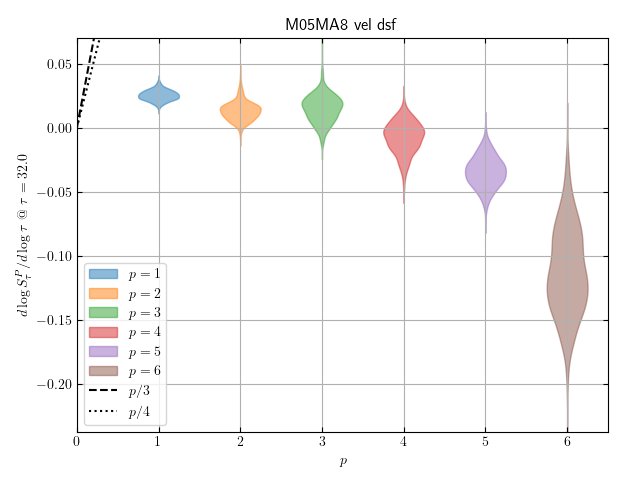 M05MA8 vel dsf
d log S_τ^P / d log τ @ τ = 32.0
0.05
0.00
−0.05
−0.10
−0.15
−0.20
p = 1
p = 2
p = 3
p = 4
p = 5
p = 6
p/3
p/4
0 1 2 3 4 5 6
p